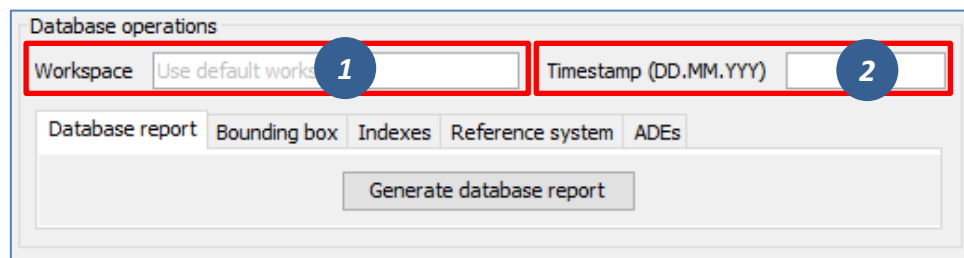 Database operations
Workspace Use default works 1 Timestamp (DD.MM.YYY) 2
Database report Bounding box Indexes Reference system ADEs
Generate database report